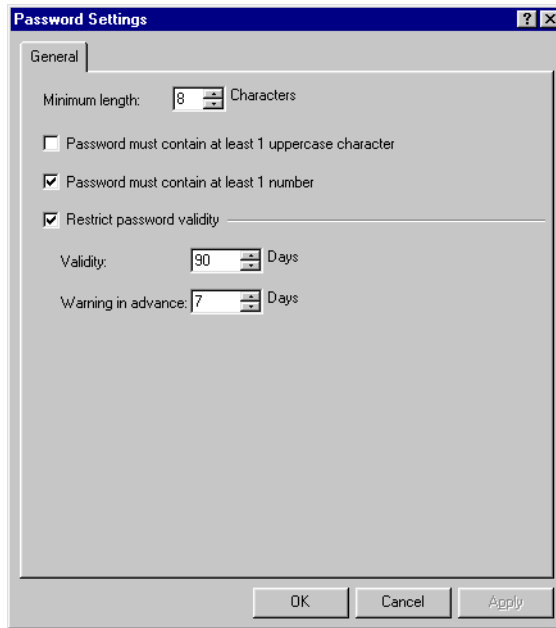 Password Settings
General
Minimum length: 8 Characters
Password must contain at least 1 uppercase character
Password must contain at least 1 number
Restrict password validity
Validity: 90 Days
Warning in advance: 7 Days
OK Cancel Apply